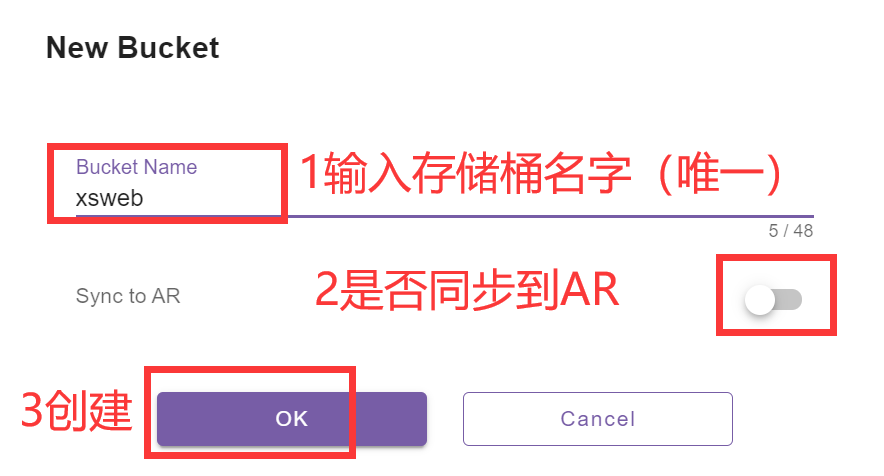 New Bucket
Bucket Name
1输入存储桶名字（唯一）
xsweb
5 / 48
Sync to AR
2是否同步到AR
3创建
OK
Cancel